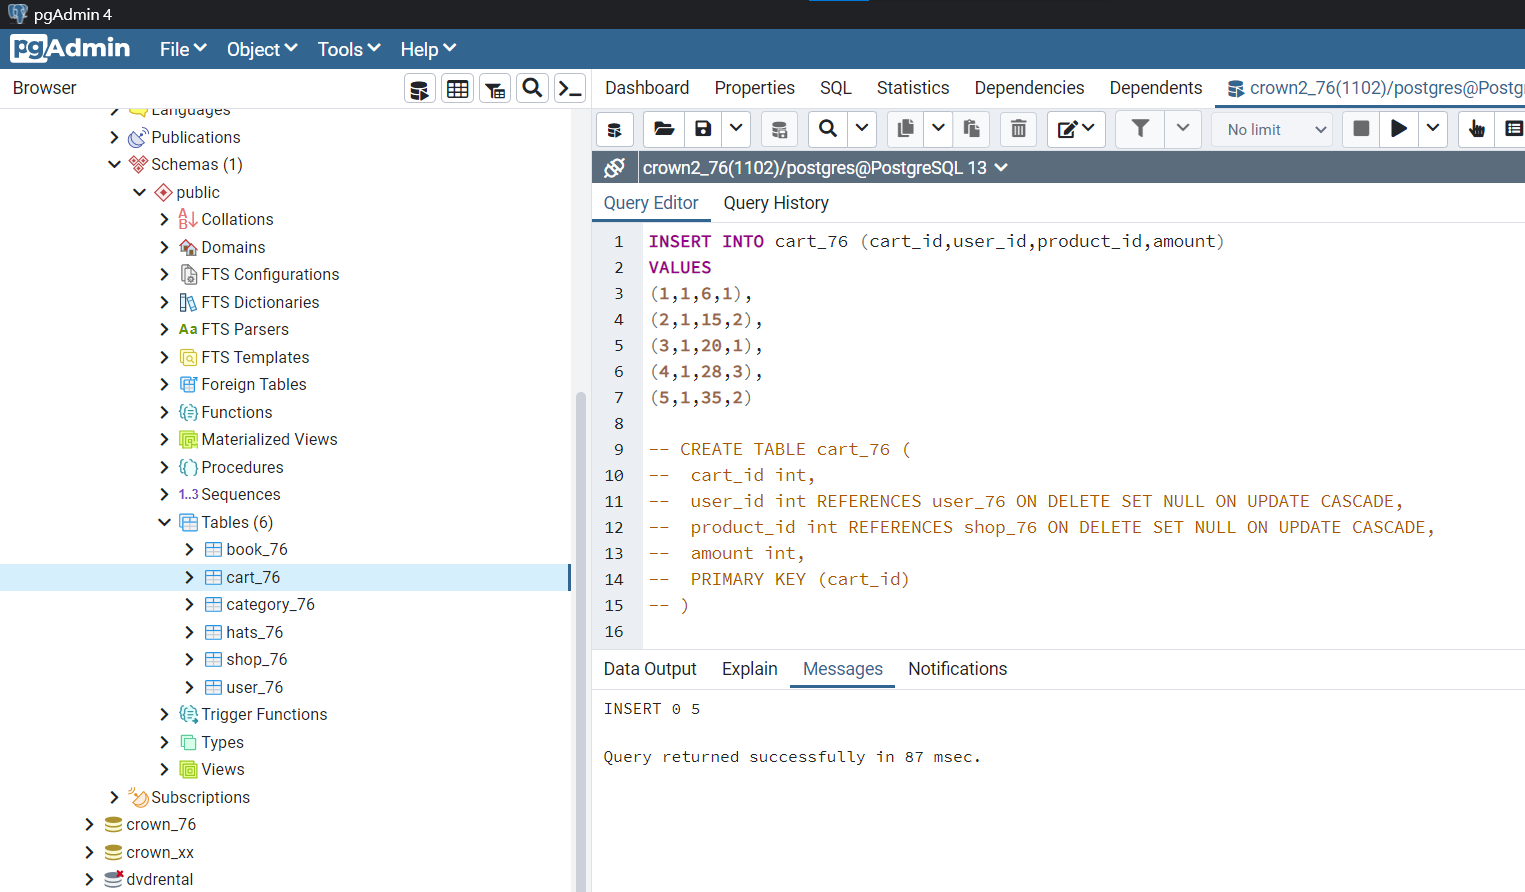 pgAdmin 4
pgAdmin File Object Tools Help
Browser
Languages
Publications
Schemas (1)
public
Collations
Domains
FTS Configurations
FTS Dictionaries
Aa FTS Parsers
FTS Templates
Foreign Tables
Functions
Materialized Views
Procedures
1..3 Sequences
Tables (6)
book_76
cart_76
category_76
hats_76
shop_76
user_76
Trigger Functions
Types
Views
Subscriptions
crown_76
crown_xx
dvdrental
Dashboard Properties SQL Statistics Dependencies Dependents crown2_76(1102)/postgres@Postg
No limit
crown2_76(1102)/postgres@PostgreSQL 13
Query Editor Query History
1 INSERT INTO cart_76 (cart_id,user_id,product_id,amount)
2 VALUES
3 (1,1,6,1),
4 (2,1,15,2),
5 (3,1,20,1),
6 (4,1,28,3),
7 (5,1,35,2)
8
9 -- CREATE TABLE cart_76 (
10 --  cart_id int,
11 --  user_id int REFERENCES user_76 ON DELETE SET NULL ON UPDATE CASCADE,
12 --  product_id int REFERENCES shop_76 ON DELETE SET NULL ON UPDATE CASCADE,
13 --  amount int,
14 --  PRIMARY KEY (cart_id)
15 -- )
16
Data Output Explain Messages Notifications
INSERT 0 5
Query returned successfully in 87 msec.